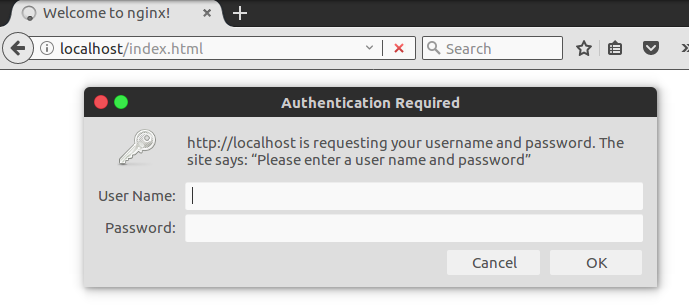 Welcome to nginx!
localhost/index.html
Search
Authentication Required
http://localhost is requesting your username and password. The
site says: “Please enter a user name and password”
User Name:
Password:
Cancel
OK